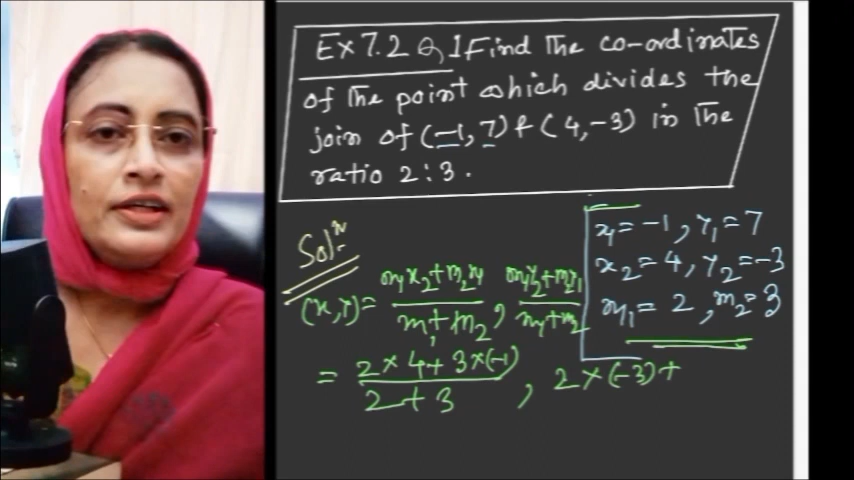 Ex 7.2 Q 1 Find the co-ordinates
of the point which divides the
join of (-1, 7) & ( 4, -3) in the
ratio 2 : 3 .
Solⁿ
x₁ = -1 , Y₁ = 7
x₂ = 4 , Y₂ = -3
m₁ = 2 , m₂ = 3
(x, Y) = m₁x₂+m₂x₁ / m₁+m₂ , m₁Y₂+m₂Y₁ / m₁+m₂
= 2 × 4 + 3 × (-1) / 2 + 3 , 2 × (-3) +